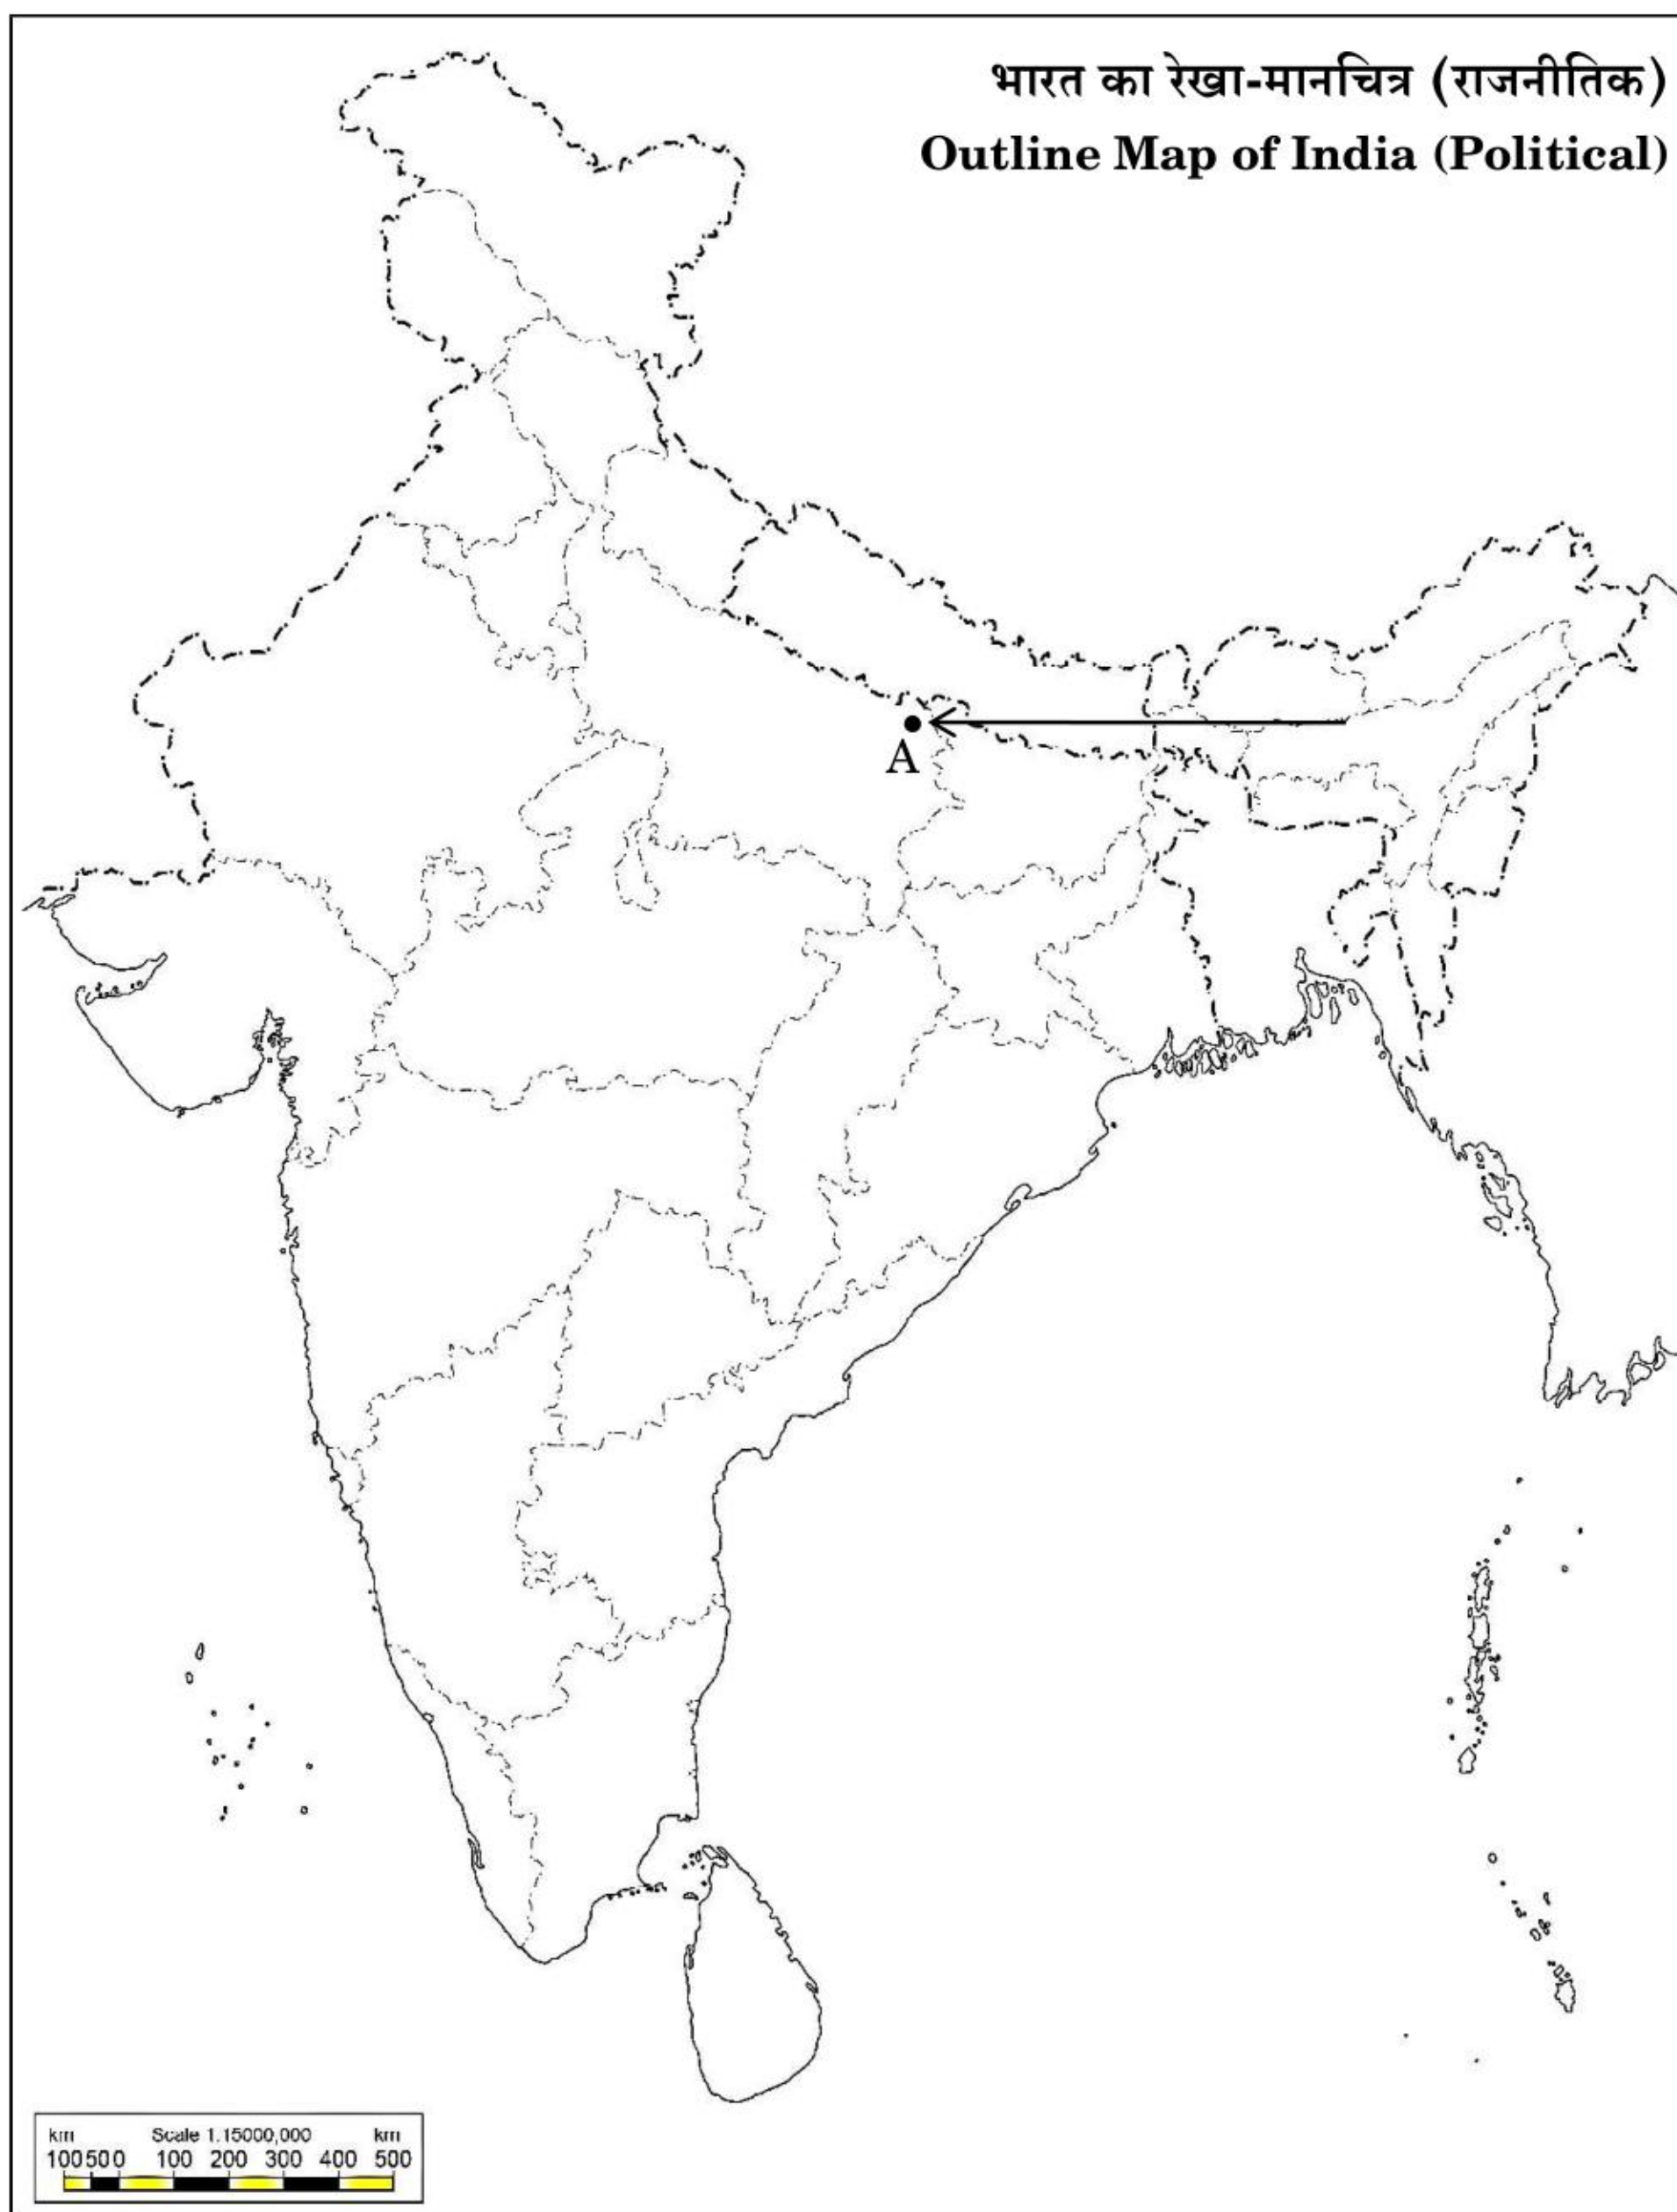 भारत का रेखा-मानचित्र (राजनीतिक)
Outline Map of India (Political)
A
km Scale 1.15000,000 km
100 50 0 100 200 300 400 500